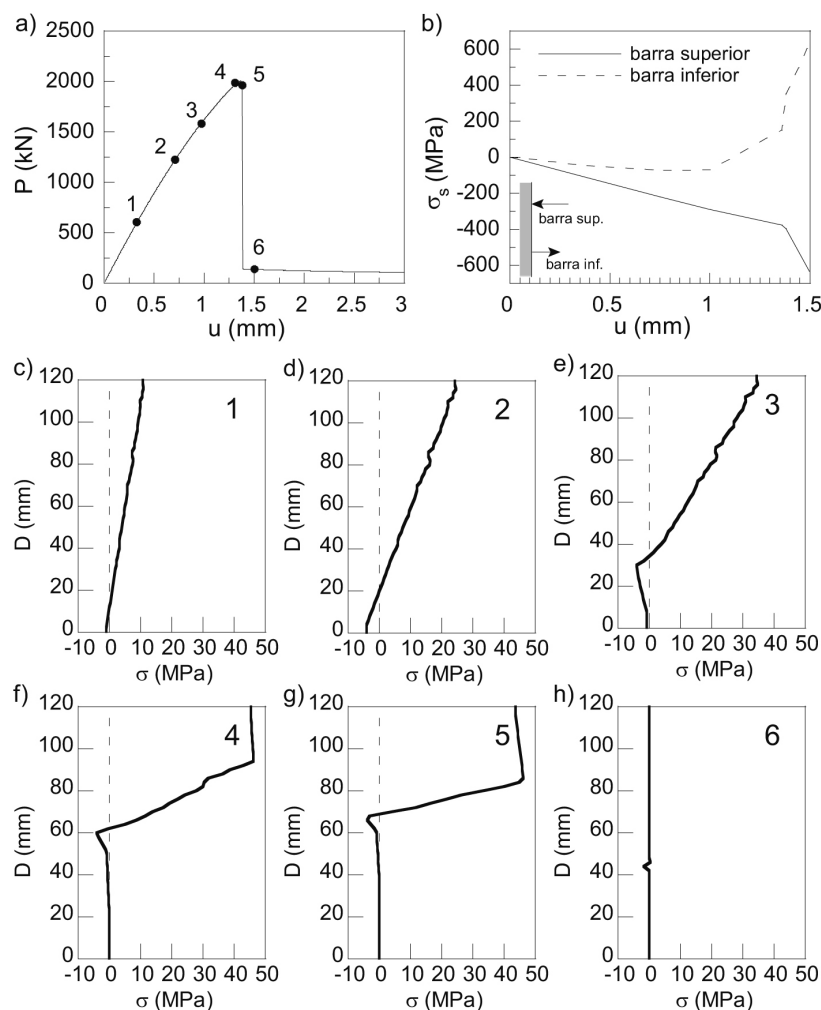 a)
2500
2000
1500
1000
500
0
P (kN)
1
2
3
4
5
6
0 0.5 1 1.5 2 2.5 3
u (mm)
b)
600
400
200
0
-200
-400
-600
σs (MPa)
barra superior
barra inferior
barra sup.
barra inf.
0 0.5 1 1.5
u (mm)
c)
1
120
100
80
60
40
20
0
D (mm)
-10 0 10 20 30 40 50
σ (MPa)
d)
2
120
100
80
60
40
20
0
D (mm)
-10 0 10 20 30 40 50
σ (MPa)
e)
3
120
100
80
60
40
20
0
D (mm)
-10 0 10 20 30 40 50
σ (MPa)
f)
4
120
100
80
60
40
20
0
D (mm)
-10 0 10 20 30 40 50
σ (MPa)
g)
5
120
100
80
60
40
20
0
D (mm)
-10 0 10 20 30 40 50
σ (MPa)
h)
6
120
100
80
60
40
20
0
D (mm)
-10 0 10 20 30 40 50
σ (MPa)